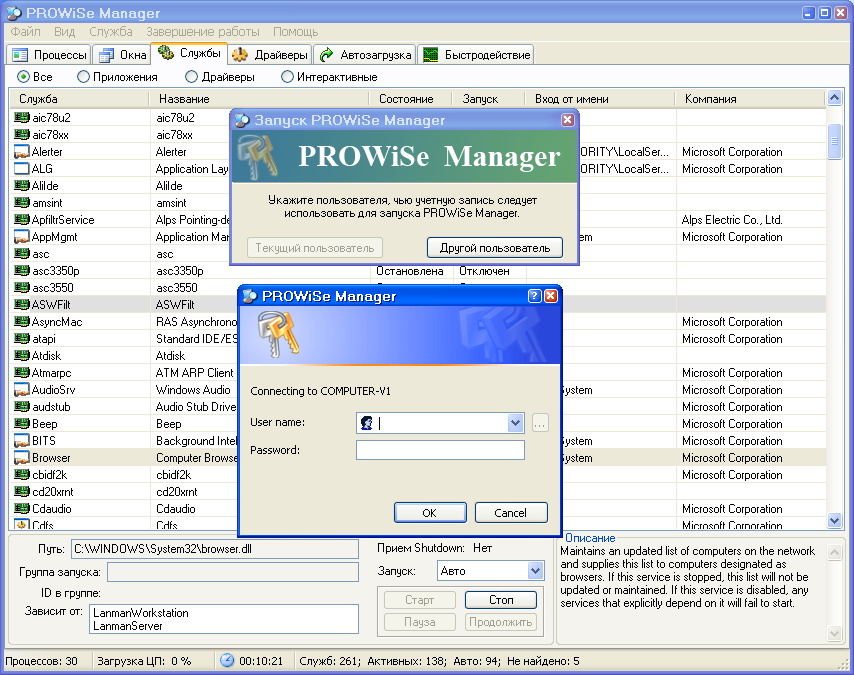 PROWiSe Manager
Файл Вид Служба Завершение работы Помощь
Процессы Окна Службы Драйверы Автозагрузка Быстродействие
Все Приложения Драйверы Интерактивные
Служба Название Состояние Запуск Вход от имени Компания
aic78u2 aic78u2
aic78xx aic78xx
Alerter Alerter ORITY\LocalSer... Microsoft Corporation
ALG Application Lay ORITY\LocalSer... Microsoft Corporation
AliIde AliIde
amsint amsint
ApfiltrService Alps Pointing-de Alps Electric Co., Ltd.
AppMgmt Application Mar em Microsoft Corporation
asc asc
asc3350p asc3350p Остановлена Отключен
asc3550 asc3550
ASWFilt ASWFilt
AsyncMac RAS Asynchrono Microsoft Corporation
atapi Standard IDE/ES Microsoft Corporation
Atdisk Atdisk
Atmarpc ATM ARP Client Microsoft Corporation
AudioSrv Windows Audio System Microsoft Corporation
audstub Audio Stub Drive Microsoft Corporation
Beep Beep Microsoft Corporation
BITS Background Intel System Microsoft Corporation
Browser Computer Browse System Microsoft Corporation
cbidf2k cbidf2k Microsoft Corporation
cd20xrnt cd20xrnt
Cdaudio Cdaudio Microsoft Corporation
Cdfs Cdfs Microsoft Corporation
Запуск PROWiSe Manager
PROWiSe Manager
Укажите пользователя, чью учетную запись следует
использовать для запуска PROWiSe Manager.
Текущий пользователь Другой пользователь
PROWiSe Manager
Connecting to COMPUTER-V1
User name:
...
Password:
OK Cancel
Путь: C:\WINDOWS\System32\browser.dll
Группа запуска:
ID в группе:
Зависит от: LanmanWorkstation
LanmanServer
Прием Shutdown: Нет
Запуск: Авто
Старт Стоп
Пауза Продолжить
Описание
Maintains an updated list of computers on the network
and supplies this list to computers designated as
browsers. If this service is stopped, this list will not be
updated or maintained. If this service is disabled, any
services that explicitly depend on it will fail to start.
Процессов: 30 Загрузка ЦП: 0 % 00:10:21 Служб: 261; Активных: 138; Авто: 94; Не найдено: 5